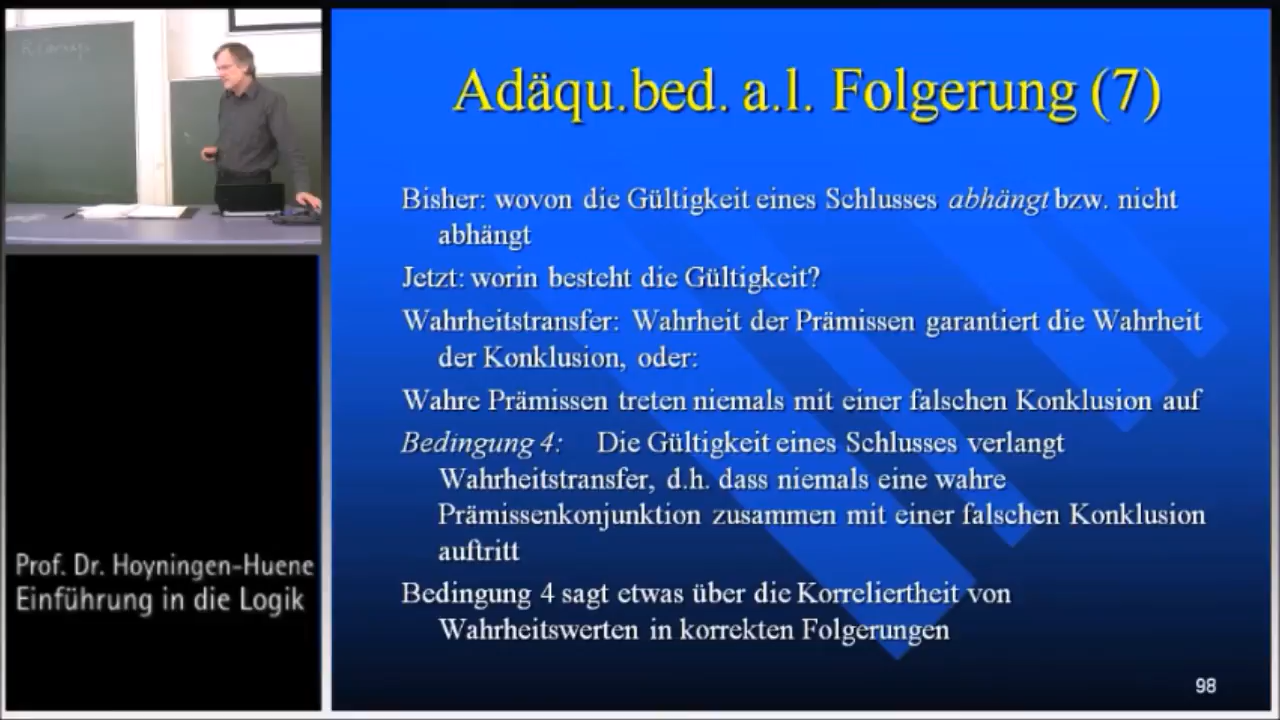 Adäqu.bed. a.l. Folgerung (7)
Bisher: wovon die Gültigkeit eines Schlusses abhängt bzw. nicht
abhängt
Jetzt: worin besteht die Gültigkeit?
Wahrheitstransfer: Wahrheit der Prämissen garantiert die Wahrheit
der Konklusion, oder:
Wahre Prämissen treten niemals mit einer falschen Konklusion auf
Bedingung 4: Die Gültigkeit eines Schlusses verlangt
Wahrheitstransfer, d.h. dass niemals eine wahre
Prämissenkonjunktion zusammen mit einer falschen Konklusion
auftritt
Bedingung 4 sagt etwas über die Korreliertheit von
Wahrheitswerten in korrekten Folgerungen
98
Prof. Dr. Hoyningen-Huene
Einführung in die Logik